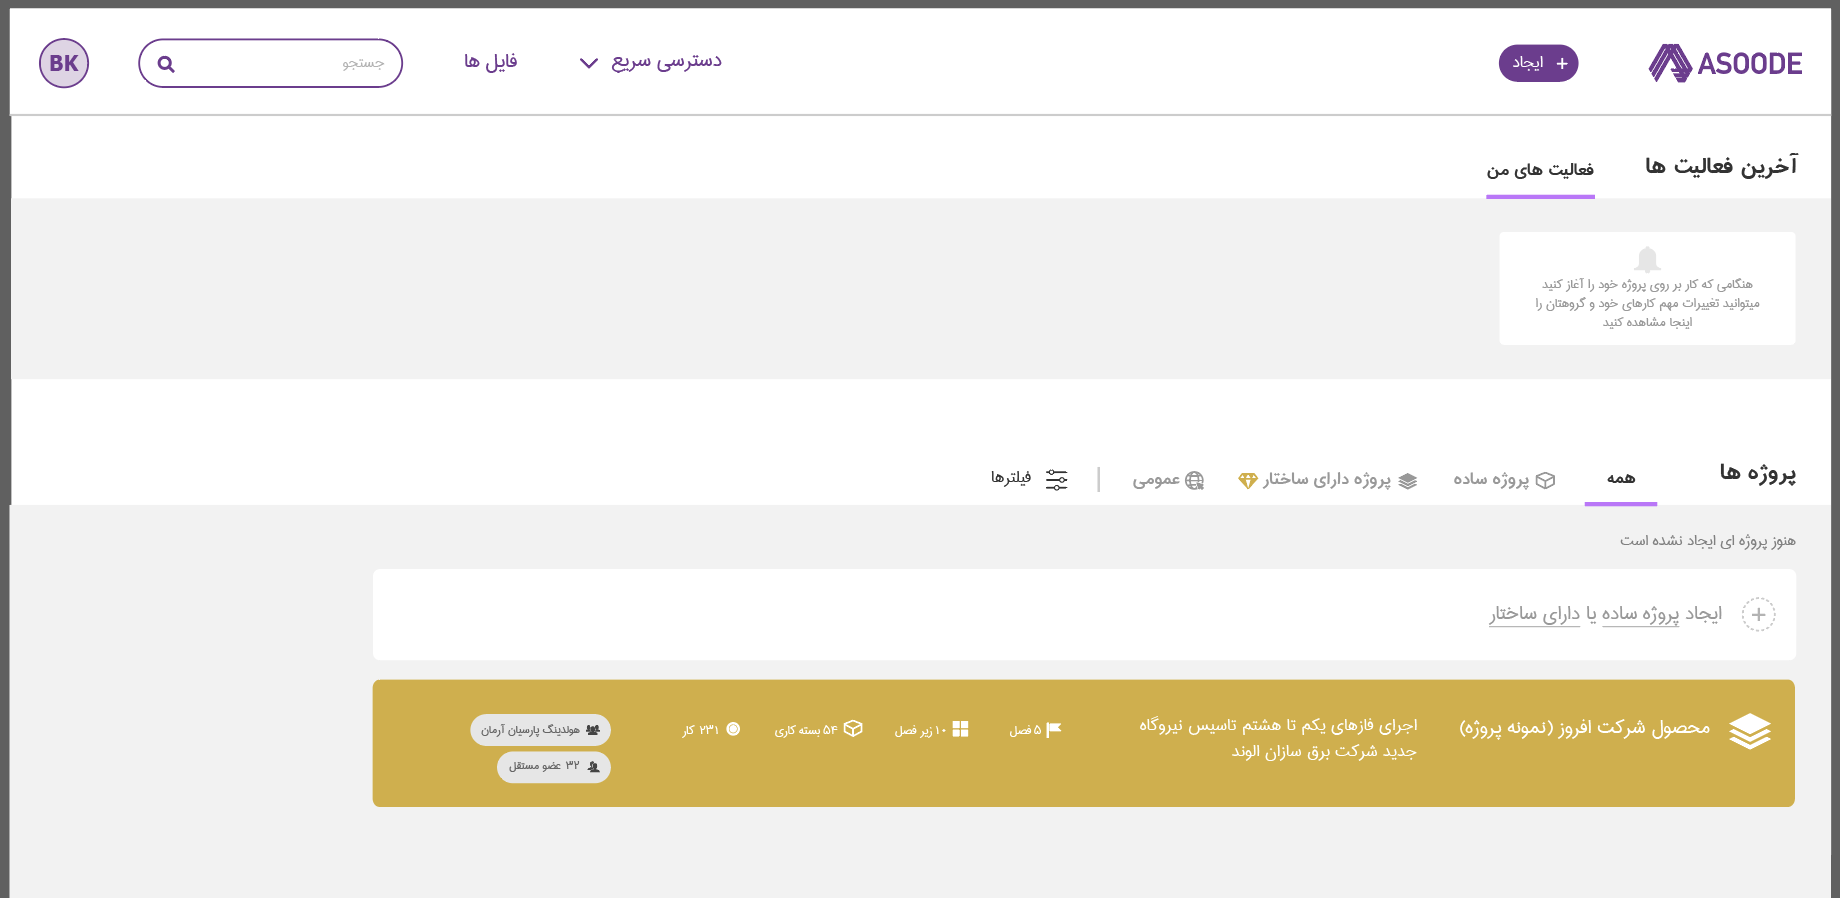 ASOODE
ایجاد
دسترسی سریع
فایل ها
جستجو
BK
آخرین فعالیت ها
فعالیت های من
هنگامی که کار بر روی پروژه خود را آغاز کنید
میتوانید تغییرات مهم کارهای خود و گروهتان را
اینجا مشاهده کنید
پروژه ها
همه
پروژه ساده
پروژه دارای ساختار
عمومی
فیلترها
هنوز پروژه ای ایجاد نشده است
ایجاد پروژه ساده یا دارای ساختار
محصول شرکت افروز (نمونه پروژه)
اجرای فازهای یکم تا هشتم تاسیس نیروگاه
جدید شرکت برق سازان الوند
۵ فصل
۱۰ زیر فصل
۵۴ بسته کاری
۲۳۱ کار
هولدینگ پارسیان آرمان
۳۲ عضو مستقل